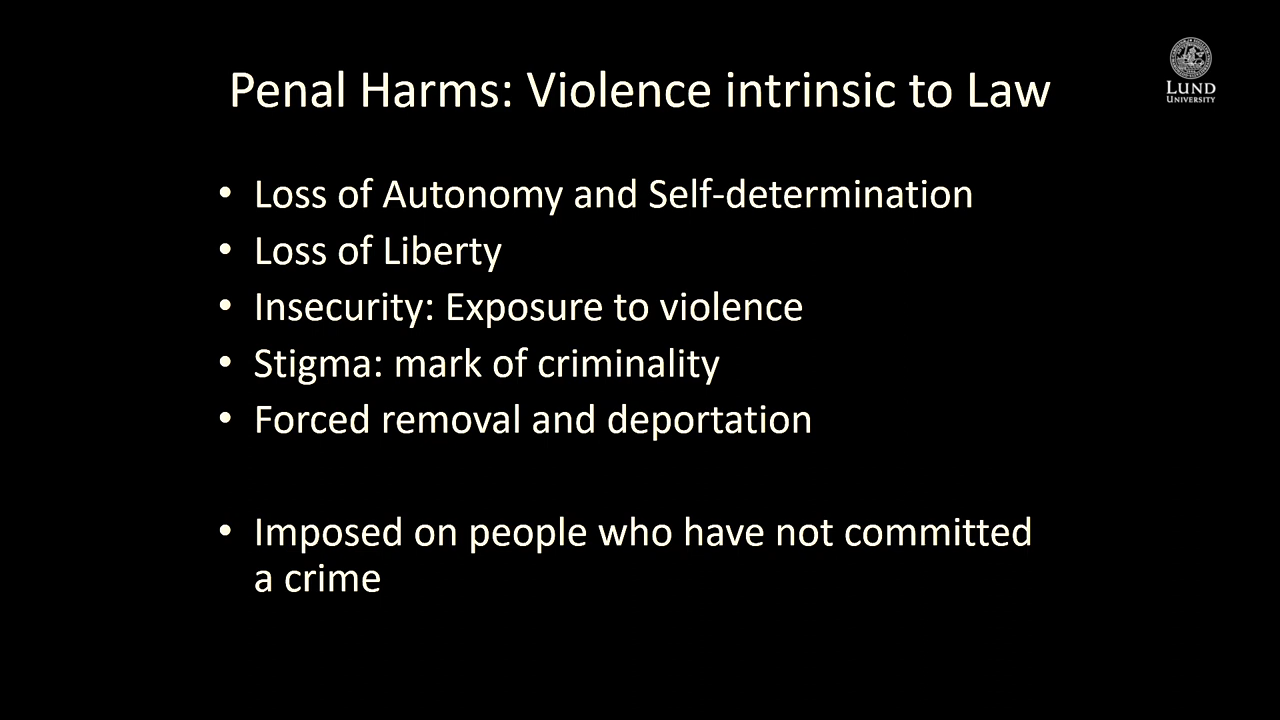 Penal Harms: Violence intrinsic to Law
LUND
UNIVERSITY
• Loss of Autonomy and Self-determination
• Loss of Liberty
• Insecurity: Exposure to violence
• Stigma: mark of criminality
• Forced removal and deportation
• Imposed on people who have not committed
a crime